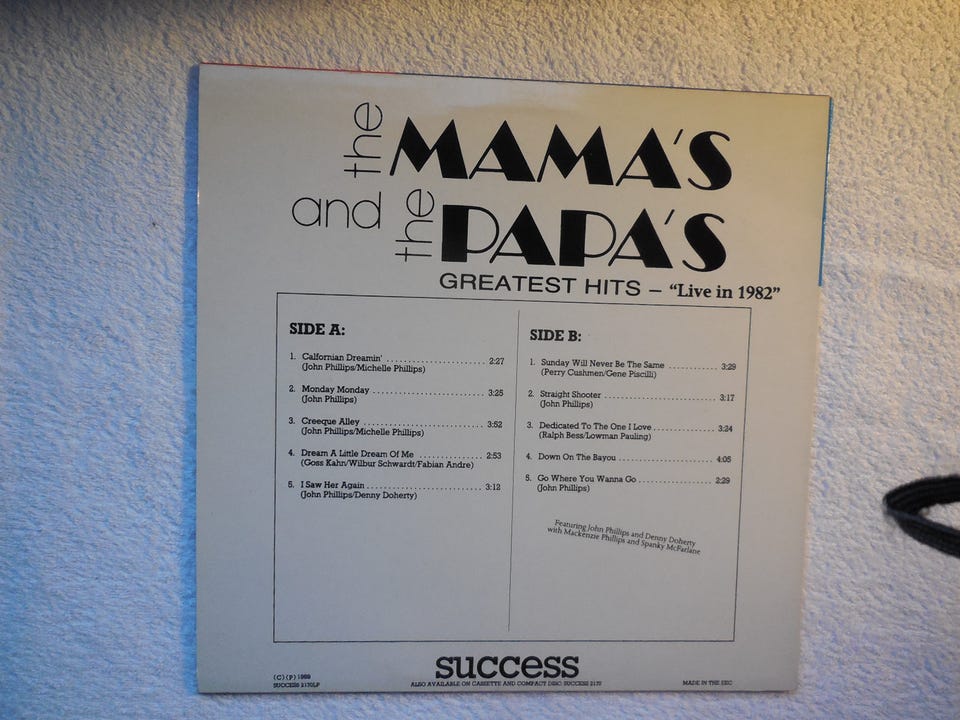 the MAMA'S
and the PAPA'S
GREATEST HITS – "Live in 1982"
SIDE A:
1. Calfornian Dreamin' ........................ 2:27
(John Phillips/Michelle Phillips)
2. Monday Monday ........................ 3:25
(John Phillips)
3. Creeque Alley ........................ 3:52
(John Phillips/Michelle Phillips)
4. Dream A Little Dream Of Me ................ 2:53
(Goss Kahn/Wilbur Schwardt/Fabian Andre)
5. I Saw Her Again ........................ 3:12
(John Phillips/Denny Doherty)
SIDE B:
1. Sunday Will Never Be The Same ............ 3:29
(Perry Cushmen/Gene Piscilli)
2. Straight Shooter ........................ 3:17
(John Phillips)
3. Dedicated To The One I Love ................ 3:24
(Ralph Bess/Lowman Pauling)
4. Down On The Bayou ........................ 4:05
5. Go Where You Wanna Go .................... 2:29
(John Phillips)
Featuring John Phillips and Denny Doherty
with Mackenzie Phillips and Spanky McFarlane
success
(C) (P) 1989
SUCCESS 2170LP
ALSO AVAILABLE ON CASSETTE AND COMPACT DISC: SUCCESS 2170
MADE IN THE EEC